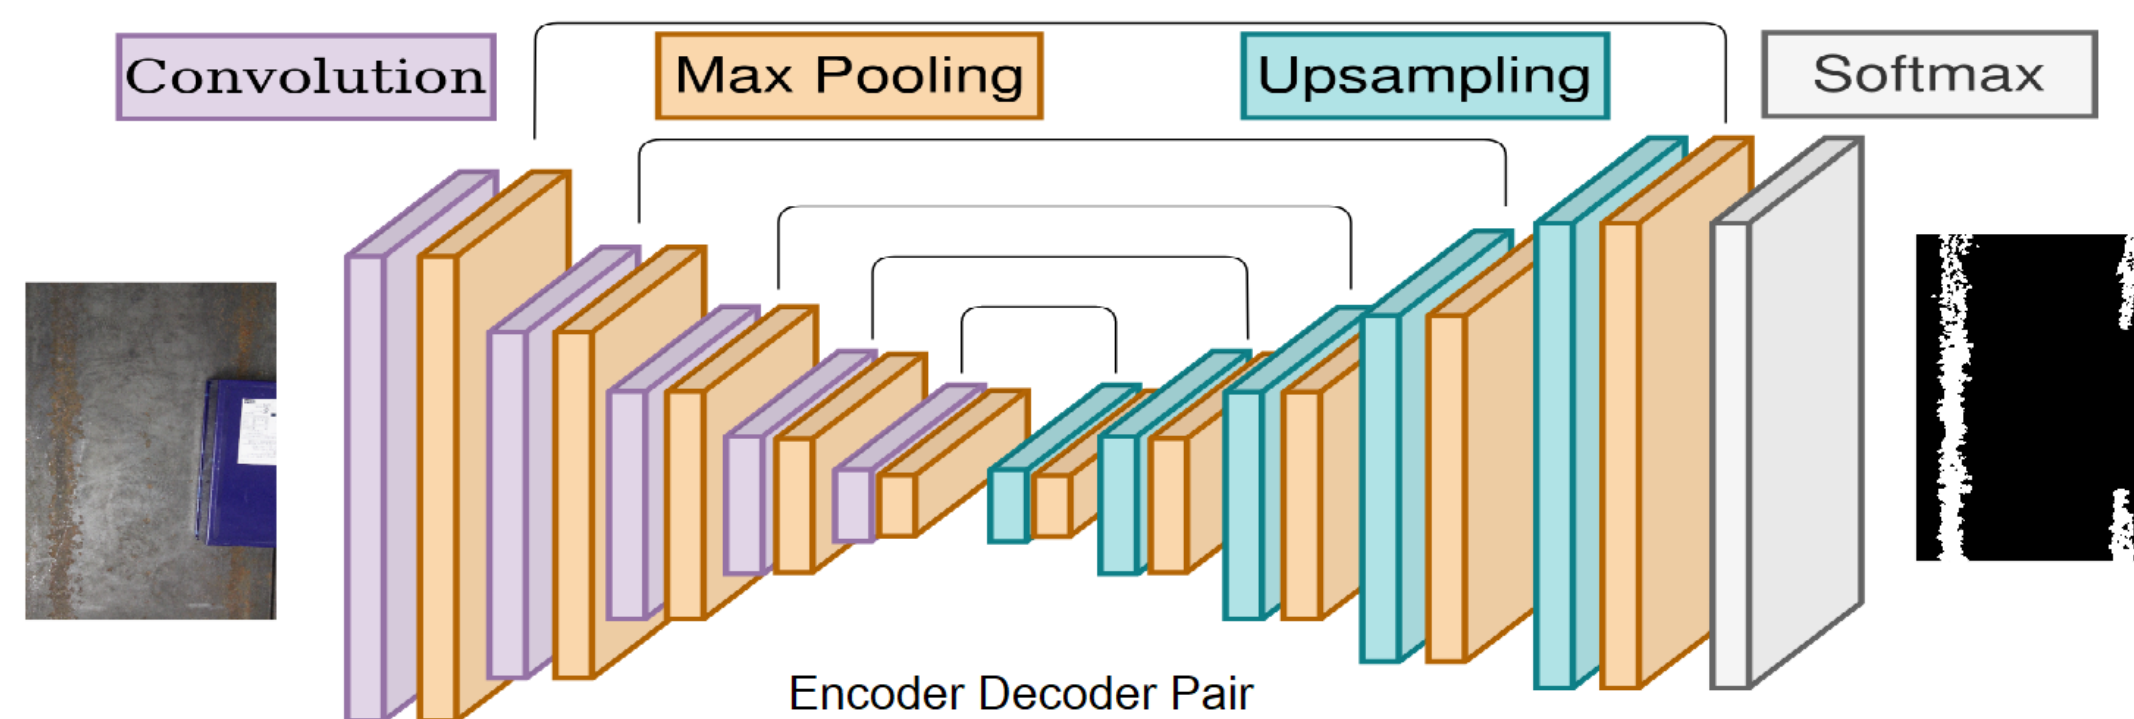 Convolution
Max Pooling
Upsampling
Softmax
Encoder Decoder Pair